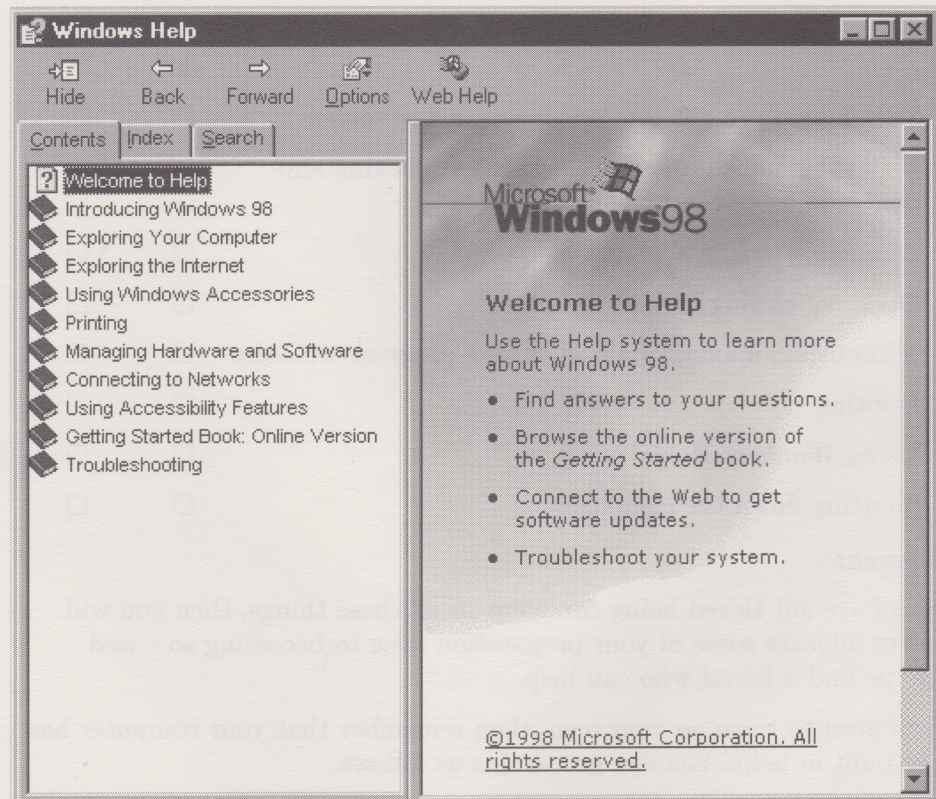 Windows Help
Hide Back Forward Options Web Help
Contents Index Search
Welcome to Help
Introducing Windows 98
Exploring Your Computer
Exploring the Internet
Using Windows Accessories
Printing
Managing Hardware and Software
Connecting to Networks
Using Accessibility Features
Getting Started Book: Online Version
Troubleshooting
Microsoft®
Windows98
Welcome to Help
Use the Help system to learn more
about Windows 98.
• Find answers to your questions.
• Browse the online version of
the Getting Started book.
• Connect to the Web to get
software updates.
• Troubleshoot your system.
©1998 Microsoft Corporation. All
rights reserved.